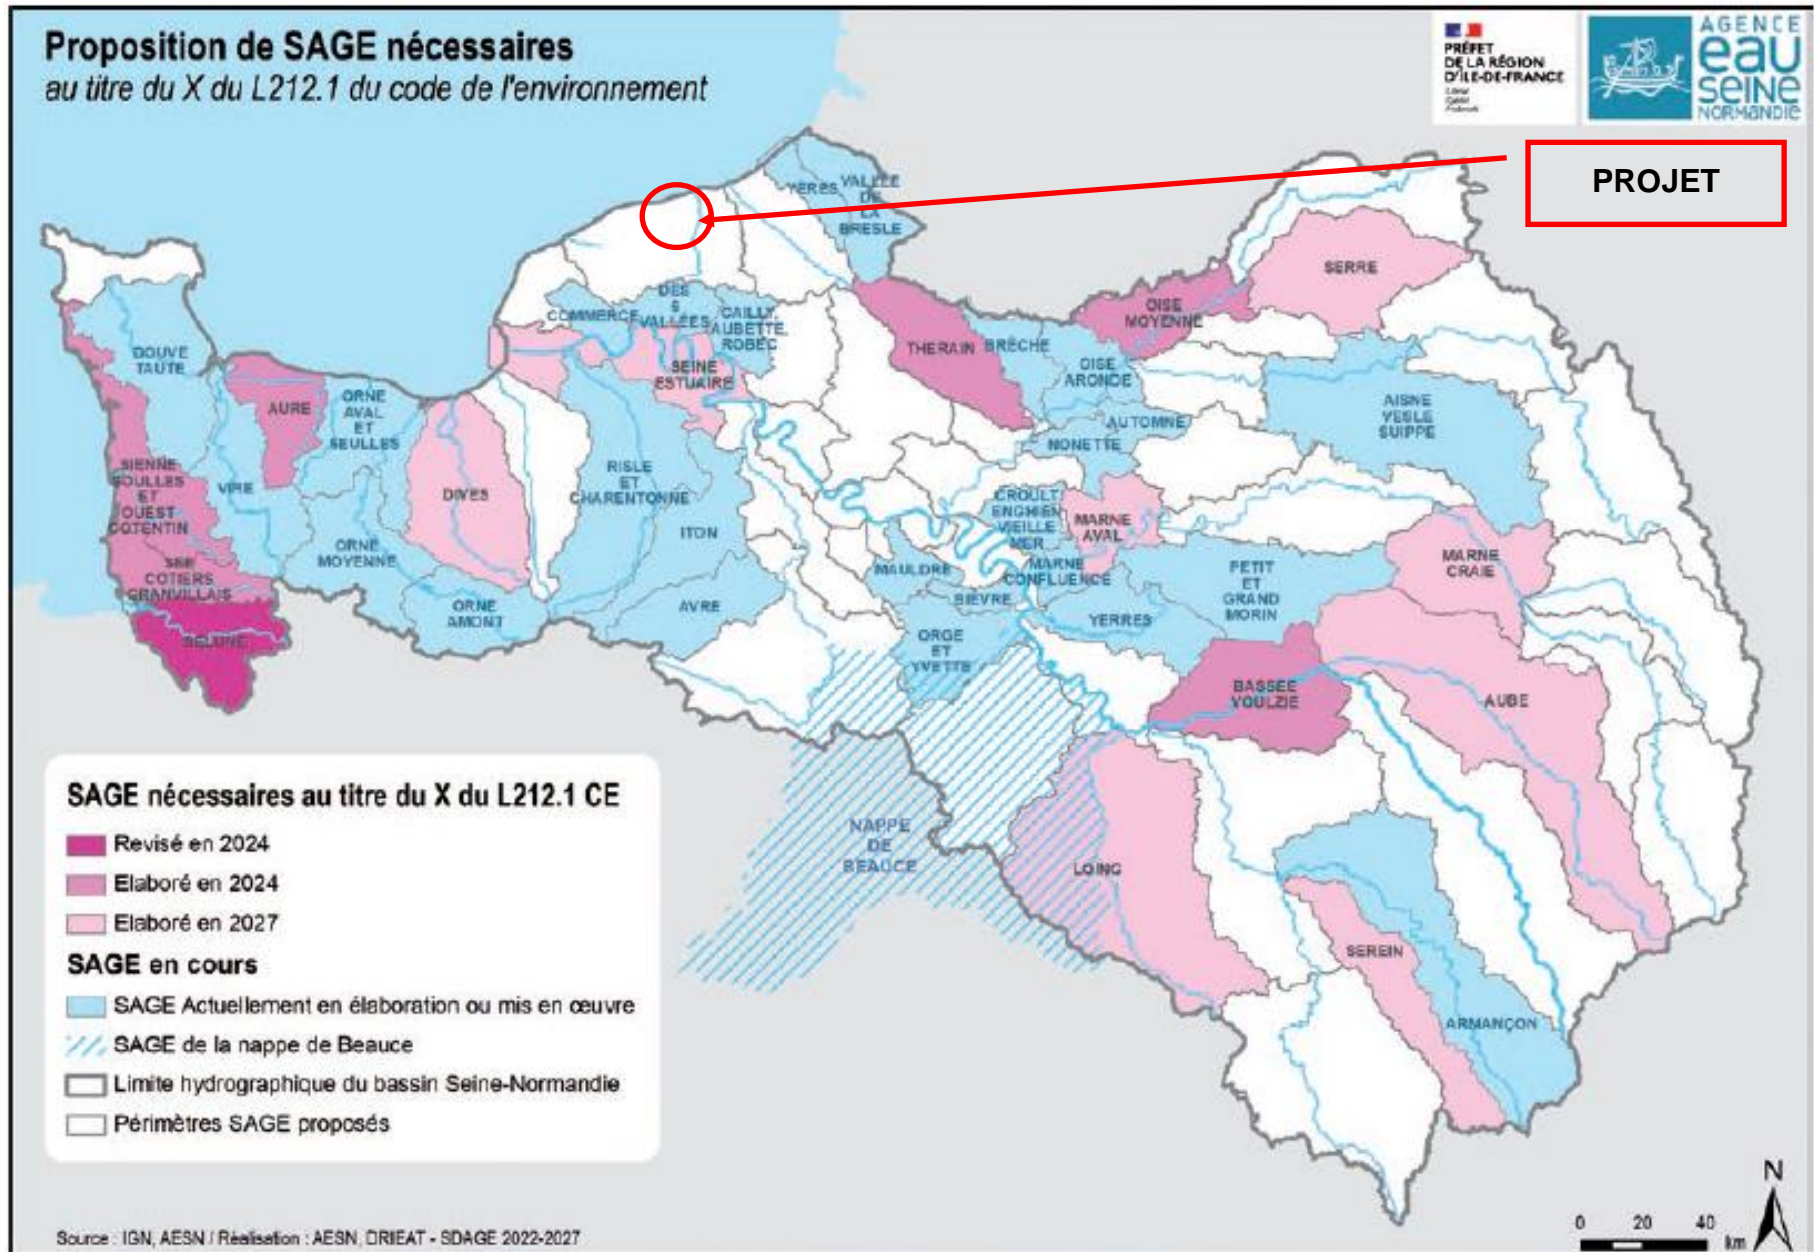 Proposition de SAGE nécessaires
au titre du X du L212.1 du code de l'environnement
PRÉFET
DE LA RÉGION
D'ÎLE-DE-FRANCE
AGENCE
eau
SEINE
NORMANDIE
PROJET
YERES
VALLÉE
DE
LA
BRESLE
SERRE
OISE
MOYENNE
COMMERCE
DES
6
VALLÉES
CAILLY,
AUBETTE,
ROBEC
THERAIN
BRÈCHE
SEINE
ESTUAIRE
OISE
ARONDE
DOUVE
TAUTE
AURE
ORNE
AVAL
ET
SEULLES
AISNE
VESLE
SUIPPE
AUTOMNE
NONETTE
SIENNE
SOULLES
ET
OUEST
COTENTIN
VIRE
DIVES
RISLE
ET
CHARENTONNE
ITON
CROULT
ENGHIEN
VIEILLE
MER
MARNE
AVAL
ORNE
MOYENNE
SEE
COTIERS
GRANVILLAIS
MAULDRE
MARNE
CONFLUENCE
PETIT
ET
GRAND
MORIN
MARNE
CRAIE
BIEVRE
YERRES
ORNE
AMONT
AVRE
SELUNE
ORGE
ET
YVETTE
BASSEE
VOULZIE
AUBE
NAPPE
DE
BEAUCE
LOING
SEREIN
ARMANÇON
SAGE nécessaires au titre du X du L212.1 CE
Revisé en 2024
Elaboré en 2024
Elaboré en 2027
SAGE en cours
SAGE Actuellement en élaboration ou mis en œuvre
SAGE de la nappe de Beauce
Limite hydrographique du bassin Seine-Normandie
Périmètres SAGE proposés
Source : IGN, AESN / Réalisation : AESN, DRIEAT - SDAGE 2022-2027
N
0 20 40
km